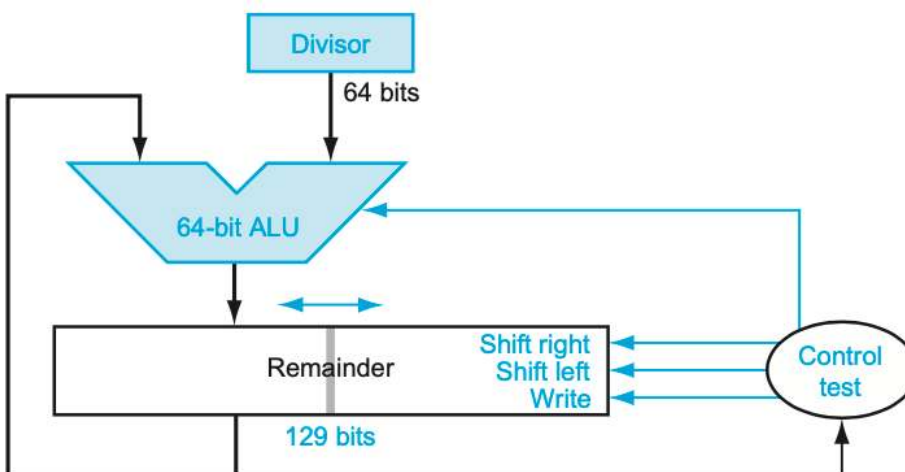 Divisor
64 bits
64-bit ALU
Remainder
Shift right
Shift left
Write
Control
test
129 bits